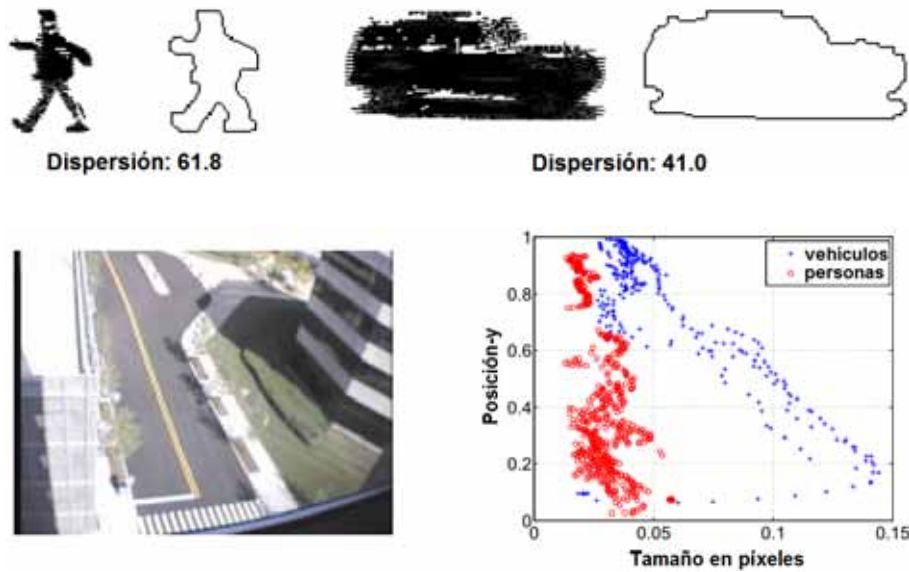 Dispersión: 61.8
Dispersión: 41.0
1
0.8
0.6
0.4
0.2
0
Posición-y
vehículos
personas
0
0.05
0.1
0.15
Tamaño en píxeles